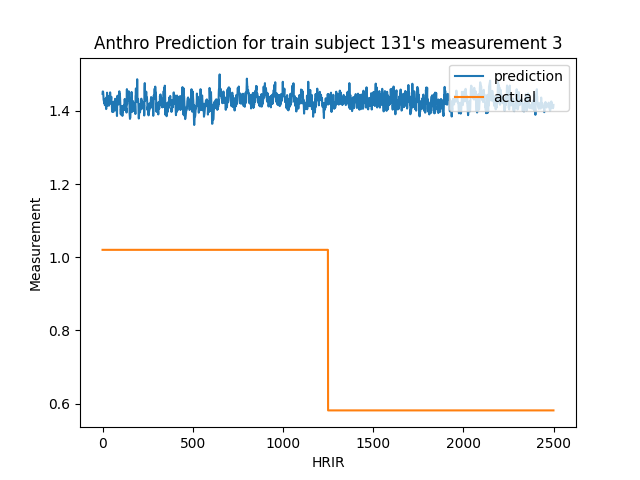 Anthro Prediction for train subject 131's measurement 3
prediction
actual
1.4
1.2
1.0
0.8
0.6
Measurement
0
500
1000
1500
2000
2500
HRIR